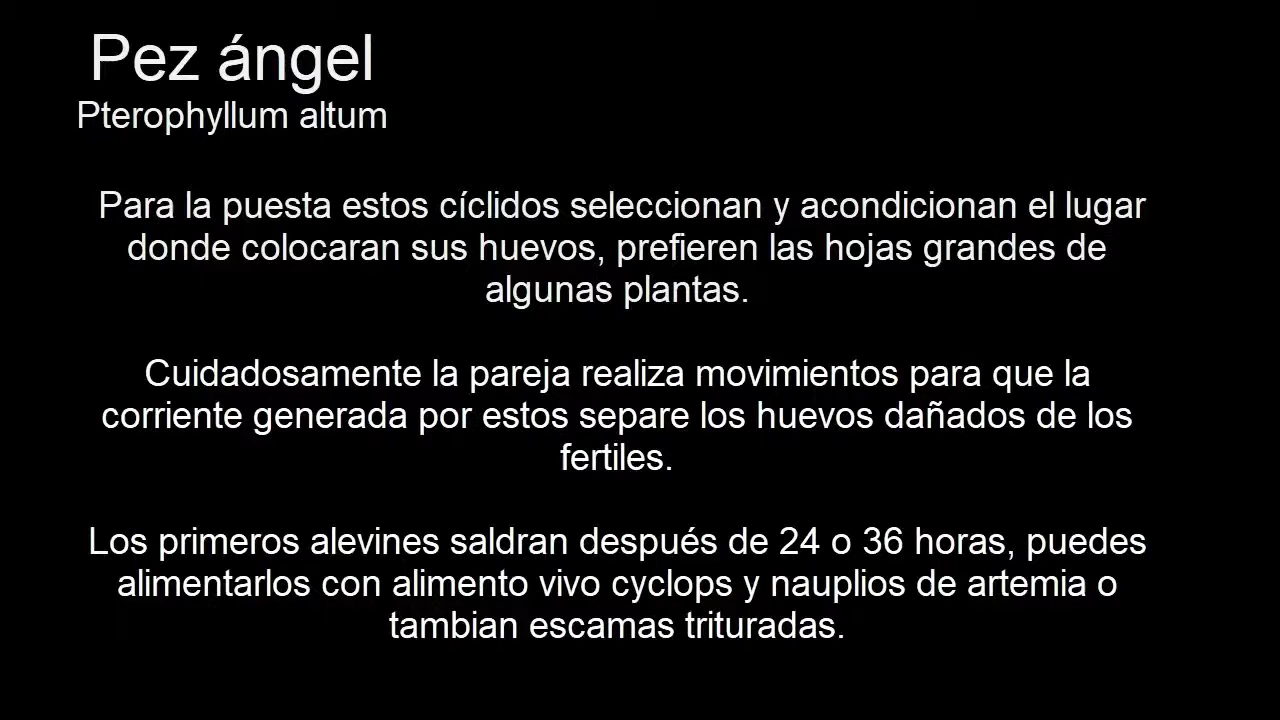 Pez ángel
Pterophyllum altum
Para la puesta estos cíclidos seleccionan y acondicionan el lugar
donde colocaran sus huevos, prefieren las hojas grandes de
algunas plantas.
Cuidadosamente la pareja realiza movimientos para que la
corriente generada por estos separe los huevos dañados de los
fertiles.
Los primeros alevines saldran después de 24 o 36 horas, puedes
alimentarlos con alimento vivo cyclops y nauplios de artemia o
tambian escamas trituradas.